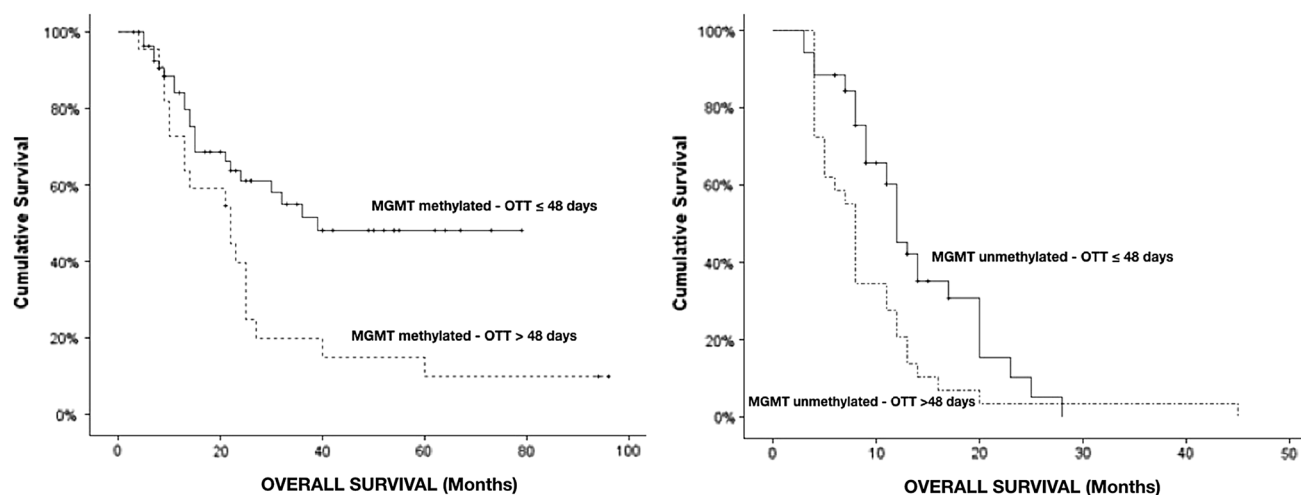 100%
80%
60%
40%
20%
0%
Cumulative Survival
MGMT methylated - OTT ≤ 48 days
MGMT methylated - OTT > 48 days
0 20 40 60 80 100
OVERALL SURVIVAL (Months)
100%
80%
60%
40%
20%
0%
Cumulative Survival
MGMT unmethylated - OTT ≤ 48 days
MGMT unmethylated - OTT >48 days
0 10 20 30 40 50
OVERALL SURVIVAL (Months)